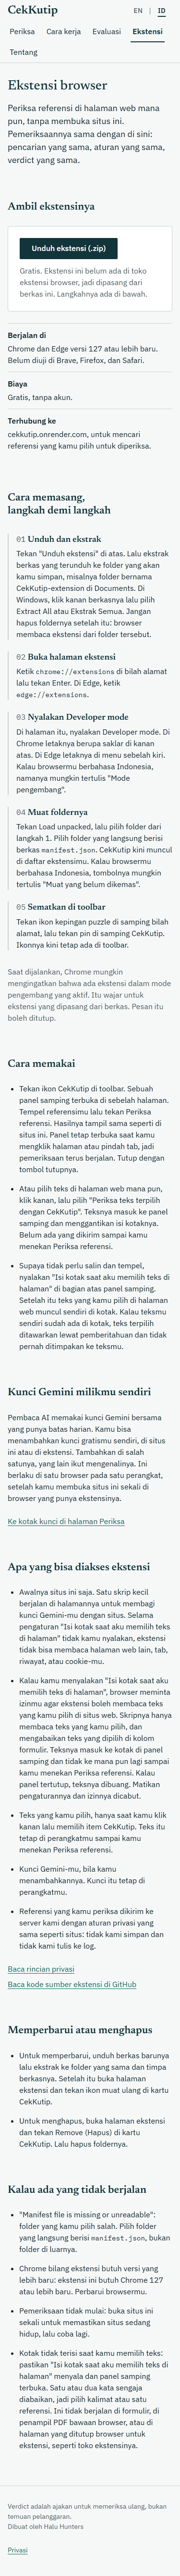 CekKutip
EN | ID
Periksa Cara kerja Evaluasi Ekstensi
Tentang
Ekstensi browser
Periksa referensi di halaman web mana
pun, tanpa membuka situs ini.
Pemeriksaannya sama dengan di sini:
pencarian yang sama, aturan yang sama,
verdict yang sama.
Ambil ekstensinya
Unduh ekstensi (.zip)
Gratis. Ekstensi ini belum ada di toko
ekstensi browser, jadi dipasang dari
berkas ini. Langkahnya ada di bawah.
Berjalan di
Chrome dan Edge versi 127 atau lebih baru.
Belum diuji di Brave, Firefox, dan Safari.
Biaya
Gratis, tanpa akun.
Terhubung ke
cekkutip.onrender.com, untuk mencari
referensi yang kamu pilih untuk diperiksa.
Cara memasang,
langkah demi langkah
01 Unduh dan ekstrak
Tekan "Unduh ekstensi" di atas. Lalu ekstrak
berkas yang terunduh ke folder yang akan
kamu simpan, misalnya folder bernama
CekKutip-extension di Documents. Di
Windows, klik kanan berkasnya lalu pilih
Extract All atau Ekstrak Semua. Jangan
hapus foldernya setelah itu: browser
membaca ekstensi dari folder tersebut.
02 Buka halaman ekstensi
Ketik chrome://extensions di bilah alamat
lalu tekan Enter. Di Edge, ketik
edge://extensions.
03 Nyalakan Developer mode
Di halaman itu, nyalakan Developer mode. Di
Chrome letaknya berupa saklar di kanan
atas. Di Edge letaknya di menu sebelah kiri.
Kalau browsermu berbahasa Indonesia,
namanya mungkin tertulis "Mode
pengembang".
04 Muat foldernya
Tekan Load unpacked, lalu pilih folder dari
langkah 1. Pilih folder yang langsung berisi
berkas manifest.json. CekKutip kini muncul
di daftar ekstensimu. Kalau browsermu
berbahasa Indonesia, tombolnya mungkin
tertulis "Muat yang belum dikemas".
05 Sematkan di toolbar
Tekan ikon kepingan puzzle di samping bilah
alamat, lalu tekan pin di samping CekKutip.
Ikonnya kini tetap ada di toolbar.
Saat dijalankan, Chrome mungkin
mengingatkan bahwa ada ekstensi dalam mode
pengembang yang aktif. Itu wajar untuk
ekstensi yang dipasang dari berkas. Pesan itu
boleh ditutup.
Cara memakai
Tekan ikon CekKutip di toolbar. Sebuah
panel samping terbuka di sebelah halaman.
Tempel referensimu lalu tekan Periksa
referensi. Hasilnya tampil sama seperti di
situs ini. Panel tetap terbuka saat kamu
mengklik halaman atau pindah tab, jadi
pemeriksaan terus berjalan. Tutup dengan
tombol tutupnya.
Atau pilih teks di halaman web mana pun,
klik kanan, lalu pilih "Periksa teks terpilih
dengan CekKutip". Teksnya masuk ke panel
samping dan menggantikan isi kotaknya.
Belum ada yang dikirim sampai kamu
menekan Periksa referensi.
Supaya tidak perlu salin dan tempel,
nyalakan "Isi kotak saat aku memilih teks di
halaman" di bagian atas panel samping.
Setelah itu teks yang kamu pilih di halaman
web muncul sendiri di kotak. Kalau teksmu
sendiri sudah ada di kotak, teks terpilih
ditawarkan lewat pemberitahuan dan tidak
pernah ditimpakan ke teksmu.
Kunci Gemini milikmu sendiri
Pembaca AI memakai kunci Gemini bersama
yang punya batas harian. Kamu bisa
menambahkan kunci gratismu sendiri, di situs
ini atau di ekstensi. Tambahkan di salah
satunya, yang lain ikut mengenalinya. Ini
berlaku di satu browser pada satu perangkat,
setelah kamu membuka situs ini sekali di
browser yang punya ekstensinya.
Ke kotak kunci di halaman Periksa
Apa yang bisa diakses ekstensi
Awalnya situs ini saja. Satu skrip kecil
berjalan di halamannya untuk membagi
kunci Gemini-mu dengan situs. Selama
pengaturan "Isi kotak saat aku memilih teks
di halaman" tidak kamu nyalakan, ekstensi
tidak bisa membaca halaman web lain, tab,
riwayat, atau cookie-mu.
Kalau kamu menyalakan "Isi kotak saat aku
memilih teks di halaman", browser meminta
izinmu agar ekstensi boleh membaca teks
yang kamu pilih di situs web. Skripnya hanya
membaca teks yang kamu pilih, dan
mengabaikan teks yang dipilih di kolom
formulir. Teksnya masuk ke kotak di panel
samping dan tidak ke mana pun lagi sampai
kamu menekan Periksa referensi. Kalau
panel tertutup, teksnya dibuang. Matikan
pengaturannya dan izinnya dicabut.
Teks yang kamu pilih, hanya saat kamu klik
kanan lalu memilih item CekKutip. Teks itu
tetap di perangkatmu sampai kamu
menekan Periksa referensi.
Kunci Gemini-mu, bila kamu
menambahkannya. Kunci itu tetap di
perangkatmu.
Referensi yang kamu periksa dikirim ke
server kami dengan aturan privasi yang
sama seperti situs: tidak kami simpan dan
tidak kami tulis ke log.
Baca rincian privasi
Baca kode sumber ekstensi di GitHub
Memperbarui atau menghapus
Untuk memperbarui, unduh berkas barunya
lalu ekstrak ke folder yang sama dan timpa
berkasnya. Setelah itu buka halaman
ekstensi dan tekan ikon muat ulang di kartu
CekKutip.
Untuk menghapus, buka halaman ekstensi
dan tekan Remove (Hapus) di kartu
CekKutip. Lalu hapus foldernya.
Kalau ada yang tidak berjalan
"Manifest file is missing or unreadable":
folder yang kamu pilih salah. Pilih folder
yang langsung berisi manifest.json, bukan
folder di luarnya.
Chrome bilang ekstensi butuh versi yang
lebih baru: ekstensi ini butuh Chrome 127
atau lebih baru. Perbarui browsermu.
Pemeriksaan tidak mulai: buka situs ini
sekali untuk memastikan situs sedang
hidup, lalu coba lagi.
Kotak tidak terisi saat kamu memilih teks:
pastikan "Isi kotak saat aku memilih teks di
halaman" menyala dan panel samping
terbuka. Satu atau dua kata sengaja
diabaikan, jadi pilih kalimat atau satu
referensi. Ini tidak berjalan di formulir, di
penampil PDF bawaan browser, atau di
halaman yang ditutup browser untuk
ekstensi, seperti toko ekstensinya.
Verdict adalah ajakan untuk memeriksa ulang, bukan
temuan pelanggaran.
Dibuat oleh Halu Hunters
Privasi